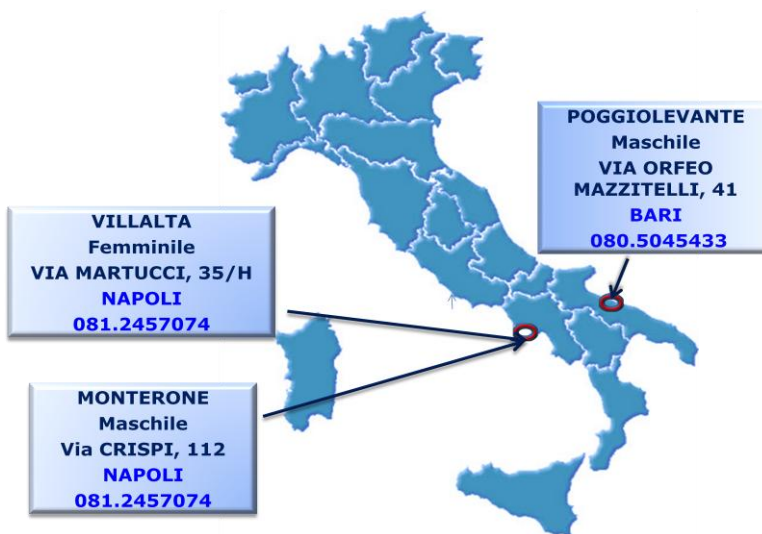 POGGIOLEVANTE
Maschile
VIA ORFEO
MAZZITELLI, 41
BARI
080.5045433
VILLALTA
Femminile
VIA MARTUCCI, 35/H
NAPOLI
081.2457074
MONTERONE
Maschile
Via CRISPI, 112
NAPOLI
081.2457074